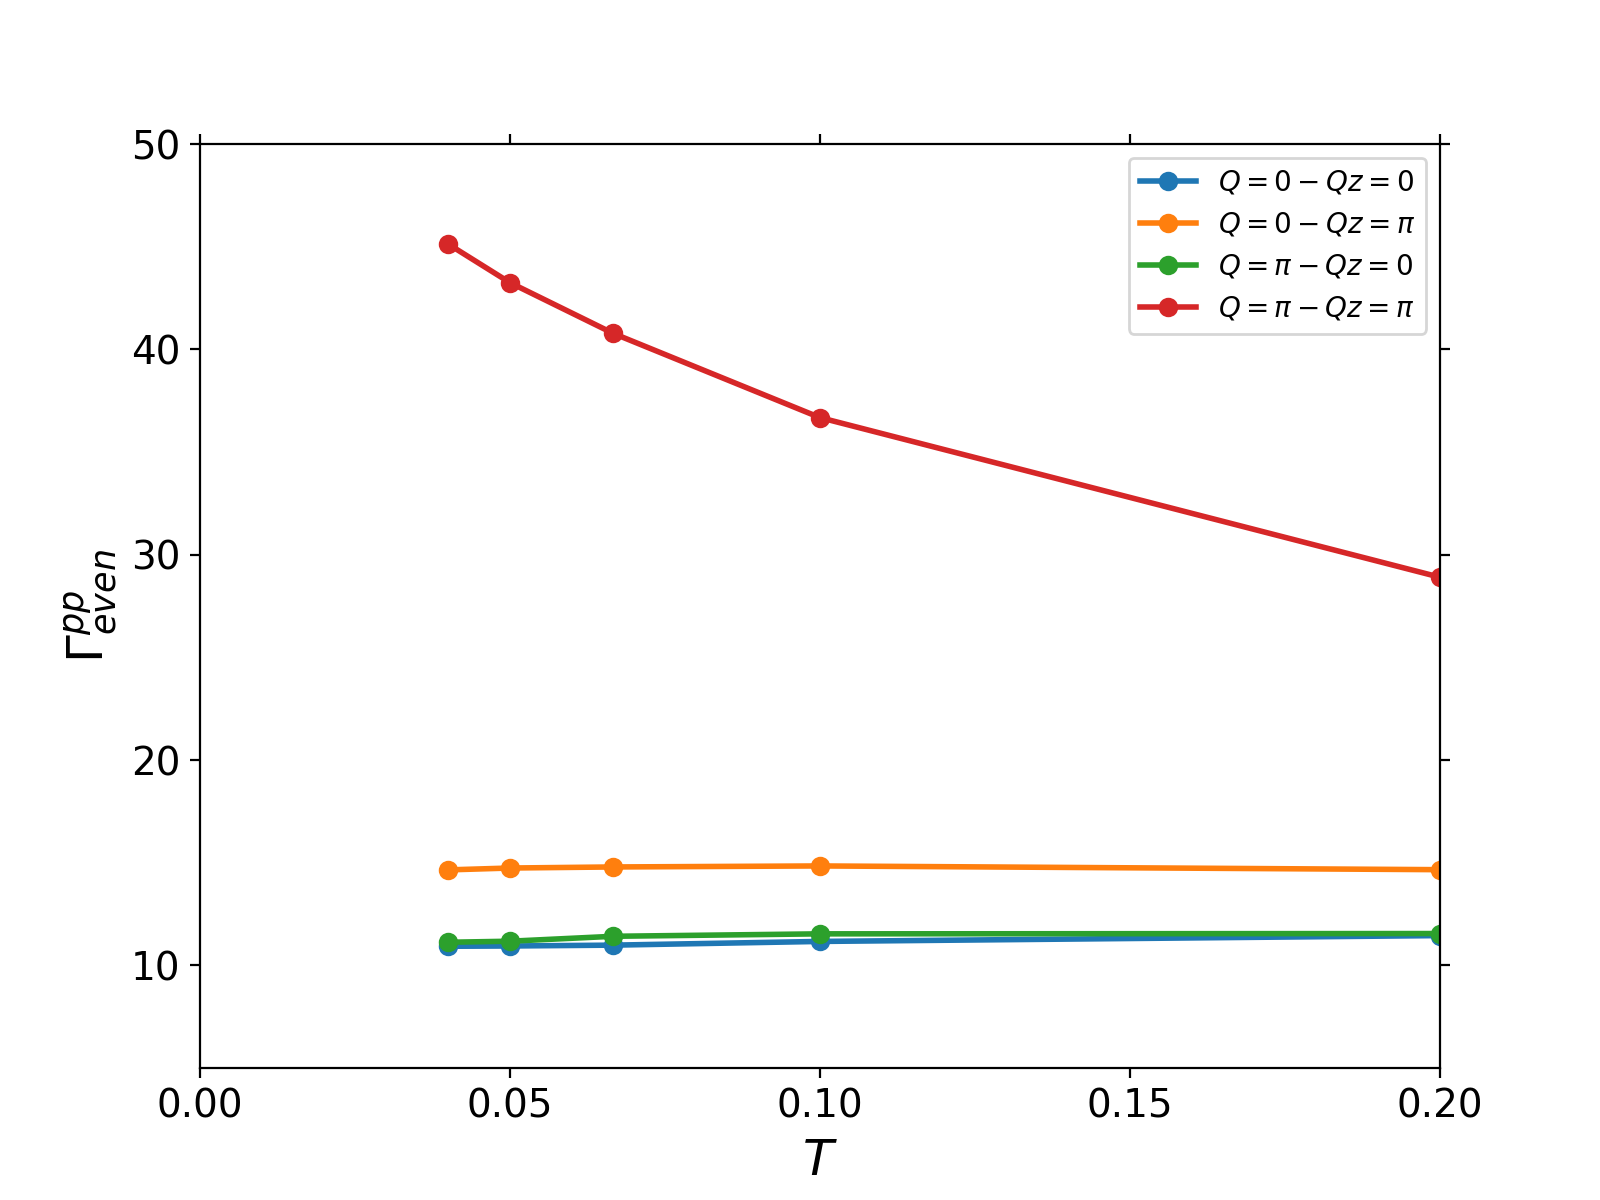 50
40
30
20
10
0.00 0.05 0.10 0.15 0.20
T
Γ^{pp}_{even}
Q = 0 − Qz = 0
Q = 0 − Qz = π
Q = π − Qz = 0
Q = π − Qz = π